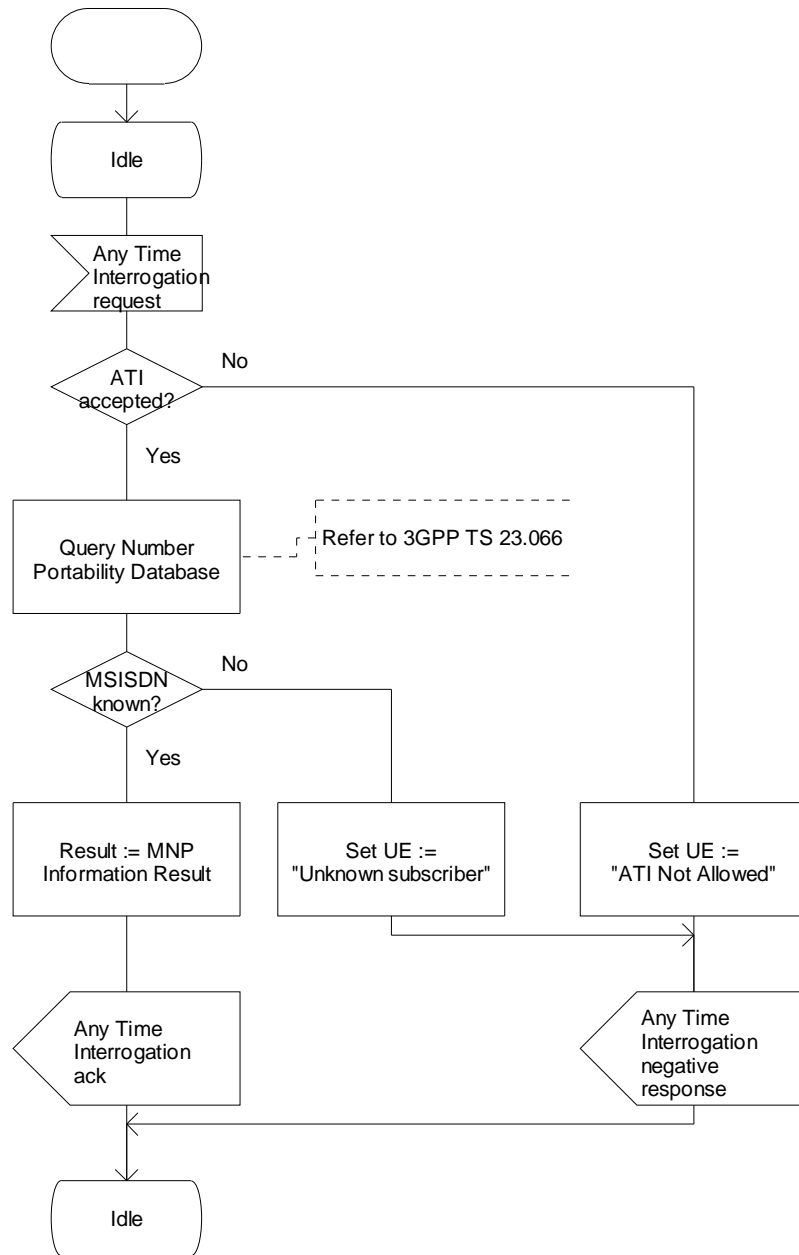 Idle
Any Time
Interrogation
request
No
ATI
accepted?
Yes
Query Number
Portability Database
Refer to 3GPP TS 23.066
No
MSISDN
known?
Yes
Result := MNP
Information Result
Set UE :=
"Unknown subscriber"
Set UE :=
"ATI Not Allowed"
Any Time
Interrogation
ack
Any Time
Interrogation
negative
response
Idle